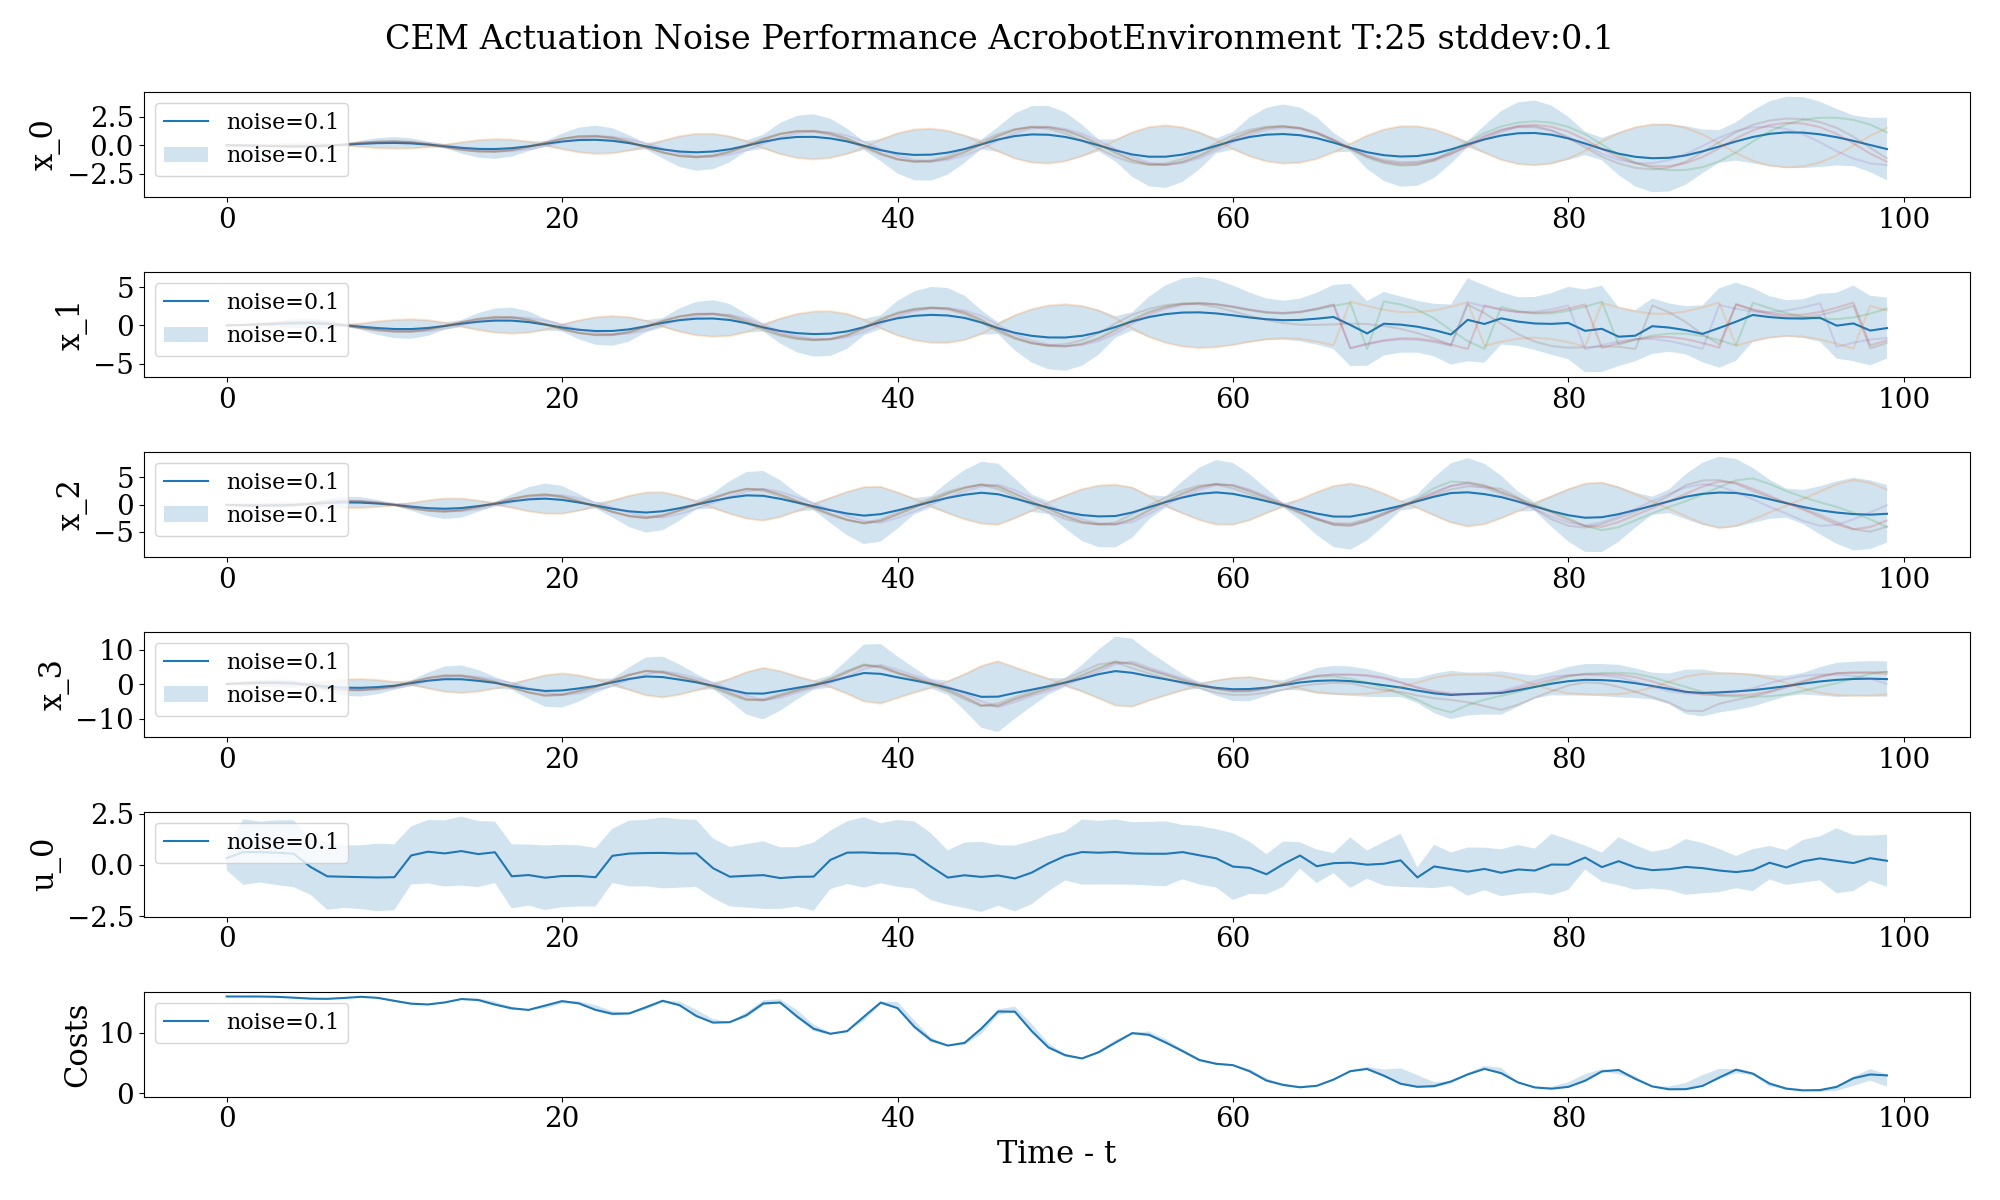 CEM Actuation Noise Performance AcrobotEnvironment T:25 stddev:0.1
x_0
2.5
0.0
−2.5
noise=0.1
noise=0.1
0 20 40 60 80 100
x_1
5
0
−5
noise=0.1
noise=0.1
0 20 40 60 80 100
x_2
5
0
−5
noise=0.1
noise=0.1
0 20 40 60 80 100
x_3
10
0
−10
noise=0.1
noise=0.1
0 20 40 60 80 100
u_0
2.5
0.0
−2.5
noise=0.1
0 20 40 60 80 100
Costs
10
0
noise=0.1
0 20 40 60 80 100
Time - t